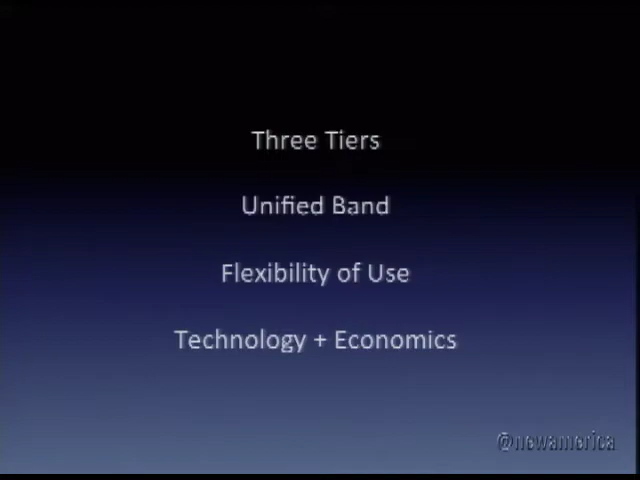 Three Tiers
Unified Band
Flexibility of Use
Technology + Economics
@newamerica